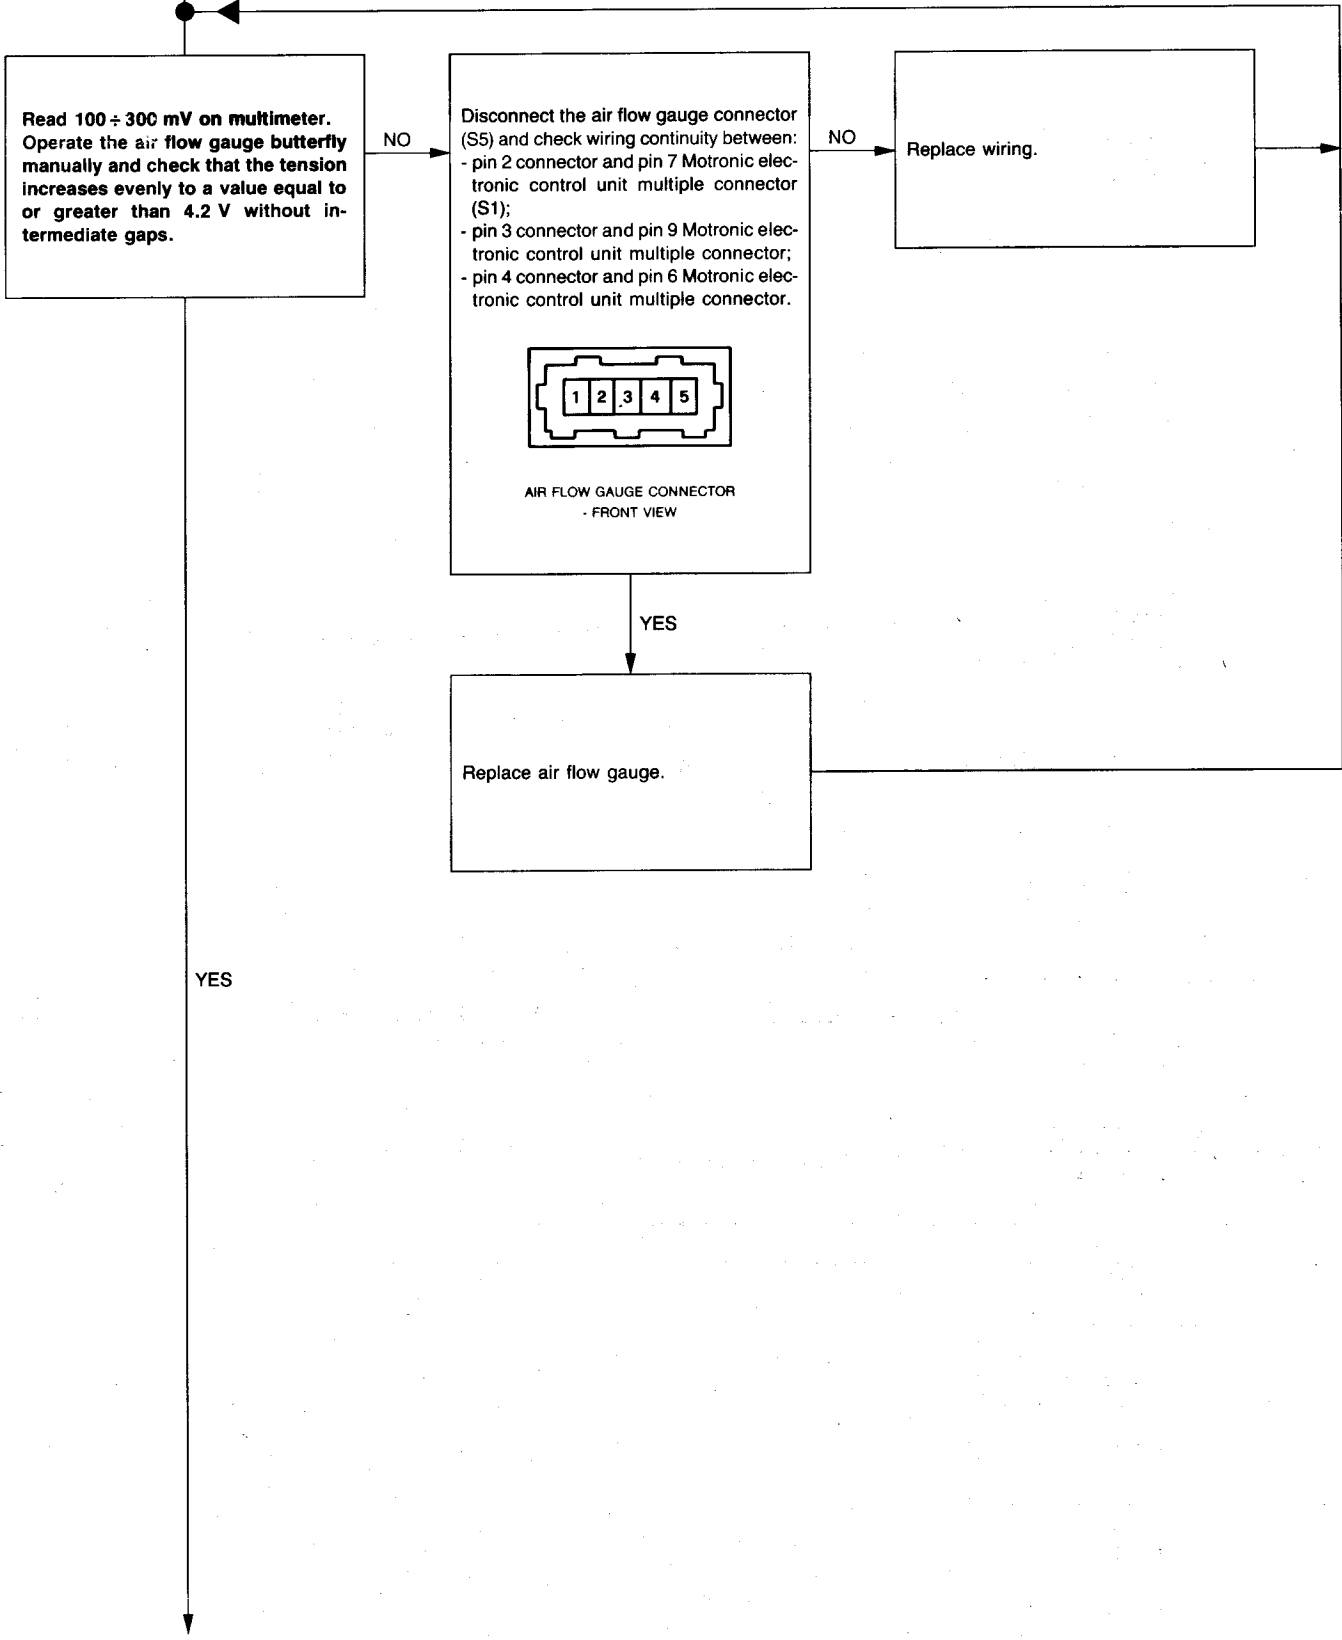 Read 100 ÷ 300 mV on multimeter.
Operate the air flow gauge butterfly
manually and check that the tension
increases evenly to a value equal to
or greater than 4.2 V without in-
termediate gaps.
NO
Disconnect the air flow gauge connector
(S5) and check wiring continuity between:
- pin 2 connector and pin 7 Motronic elec-
tronic control unit multiple connector
(S1);
- pin 3 connector and pin 9 Motronic elec-
tronic control unit multiple connector;
- pin 4 connector and pin 6 Motronic elec-
tronic control unit multiple connector.
1 2 3 4 5
AIR FLOW GAUGE CONNECTOR
- FRONT VIEW
NO
Replace wiring.
YES
Replace air flow gauge.
YES